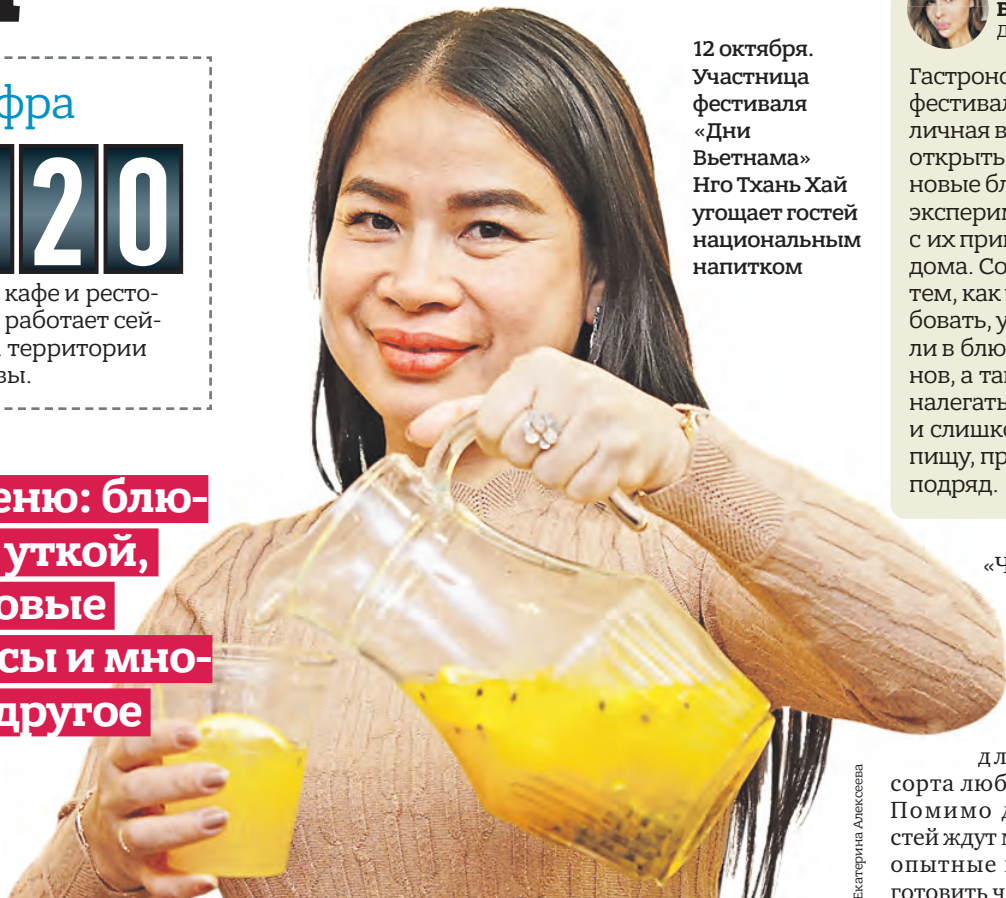 фра
20
кафе и ресто-
работает сей-
территории
вы.
еню: блю-
уткой,
овые
сы и мно-
другое
12 октября.
Участница
фестиваля
«Дни
Вьетнама»
Нго Тхань Хай
угощает гостей
национальным
напитком
Гастроно
фестивал
личная в
открыть
новые бл
эксперим
с их при
дома. Со
тем, как
бовать, у
ли в блю
нов, а та
налегать
и слишк
пищу, пр
подряд.
«Ч
дл
сорта люб
Помимо д
стей ждут м
опытные
готовить ч
Екатерина Алексеева